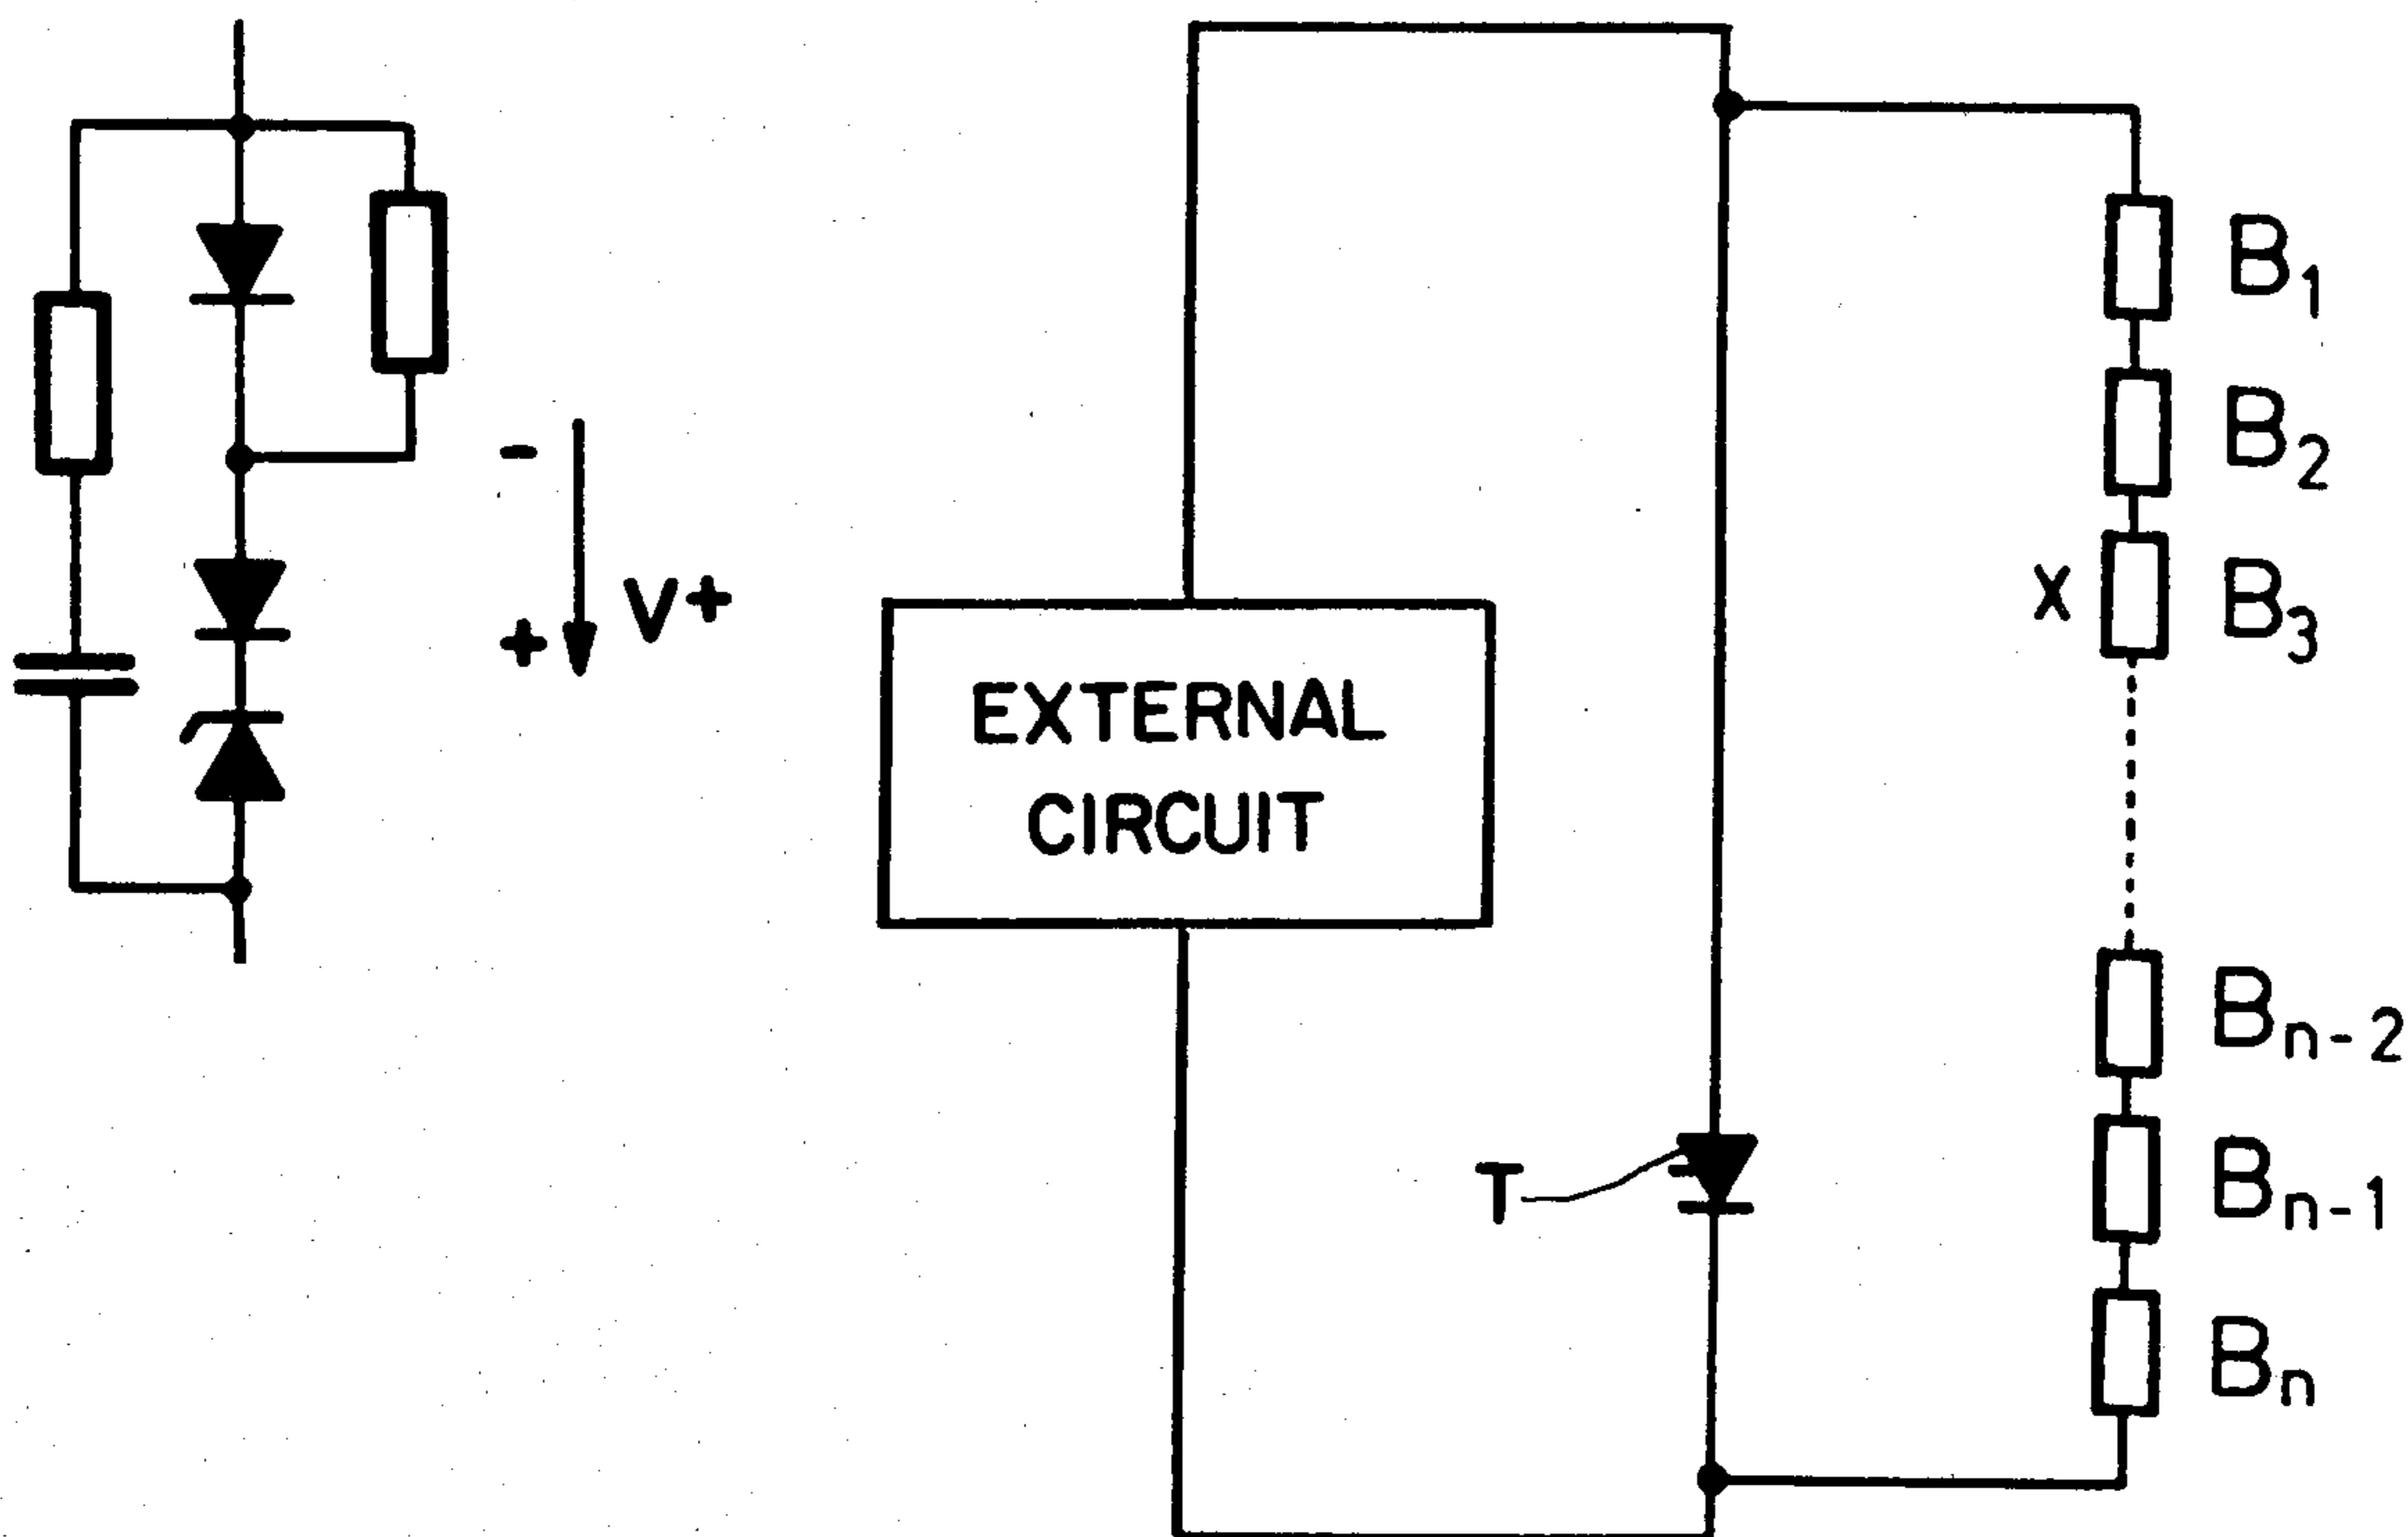 -
+ V+
EXTERNAL
CIRCUIT
T
B₁
B₂
X B₃
Bₙ₋₂
Bₙ₋₁
Bₙ